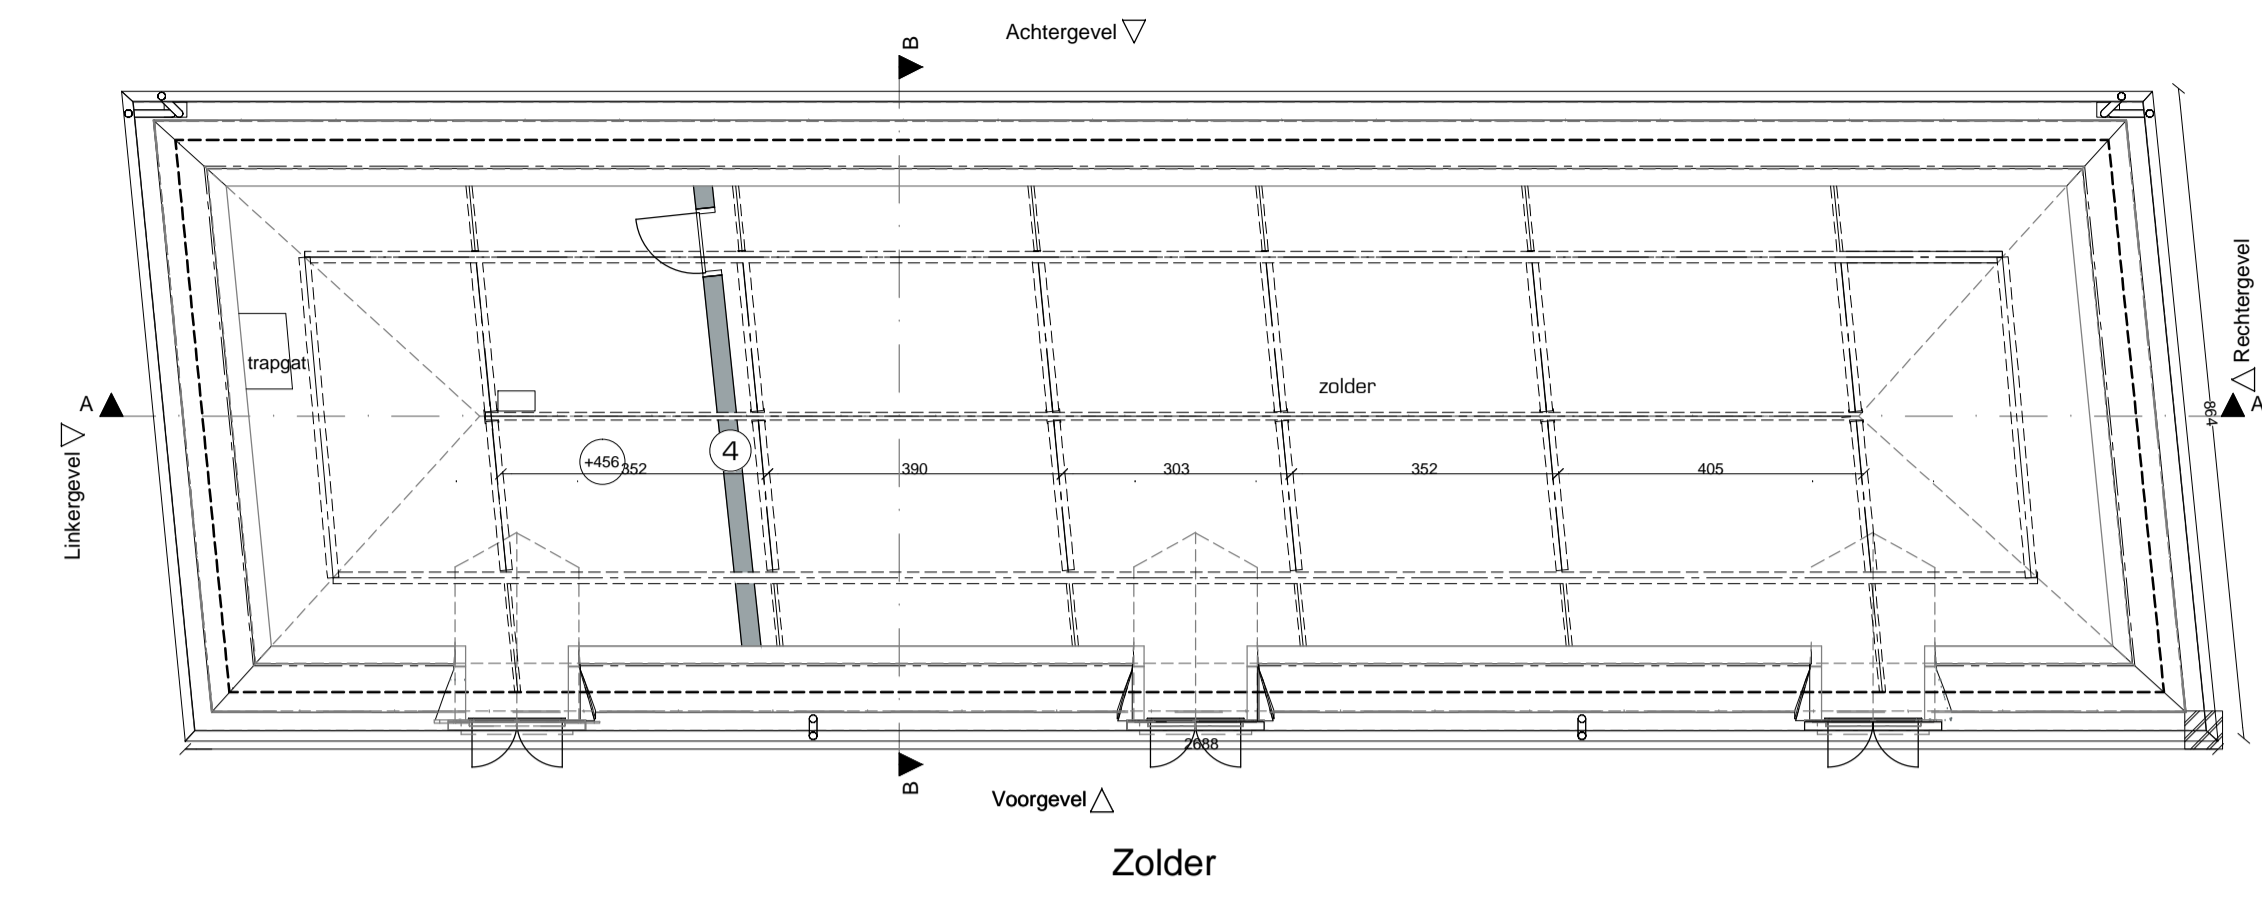 Achtergevel
B
trapgat
zolder
A
A
Linkergevel
Rechtergevel
864
4
+456
352
390
303
352
405
2688
B
Voorgevel
Zolder